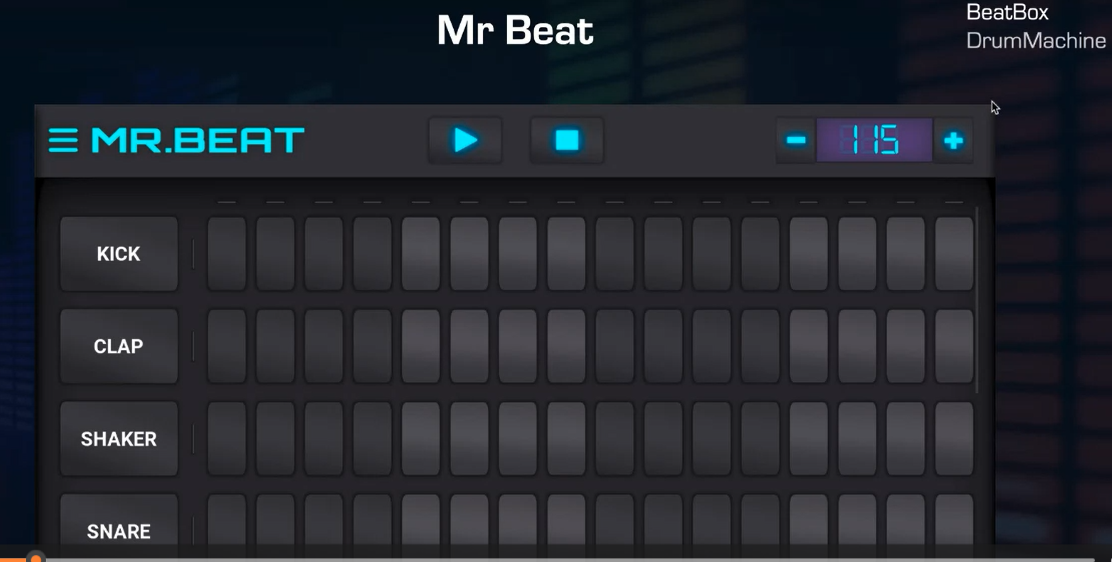 Mr Beat
BeatBox
DrumMachine
MR.BEAT
115
KICK
CLAP
SHAKER
SNARE